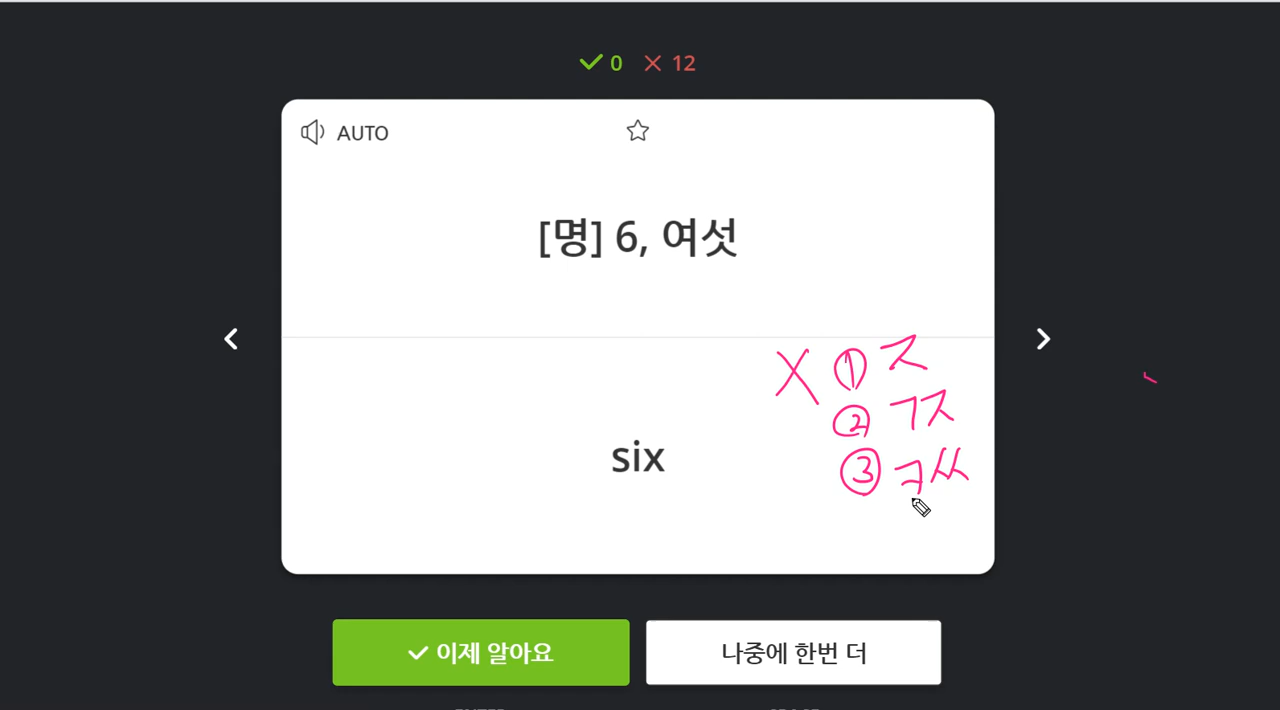 0 12
AUTO
[명] 6, 여섯
X ① ㅈ
② ㄱㅈ
③ ㅋㅆ
six
이제 알아요
나중에 한번 더